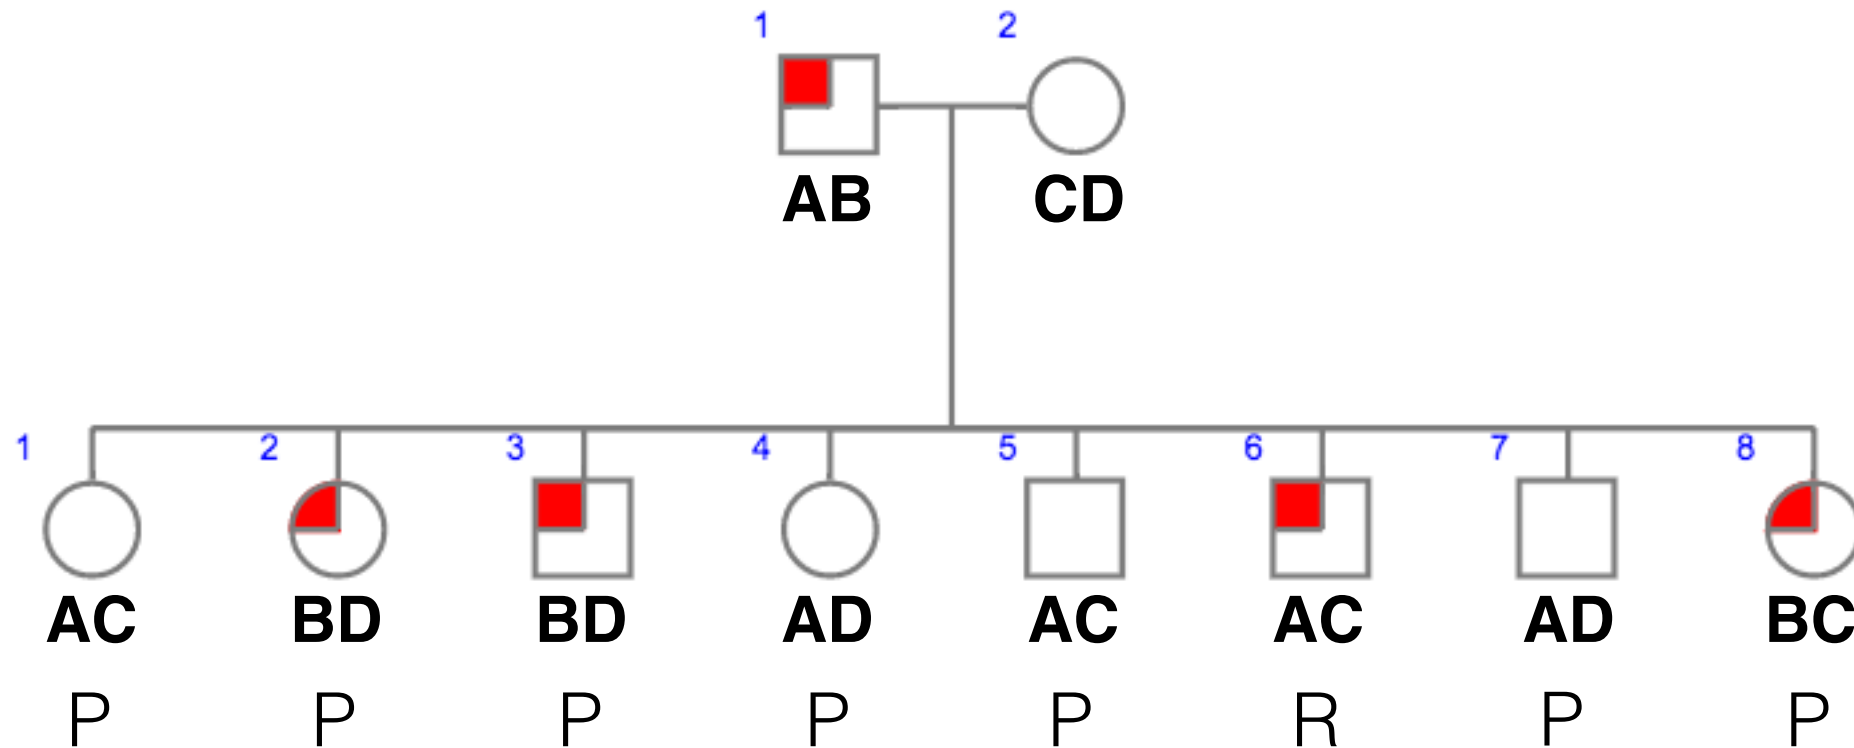 1 2
AB CD
1 2 3 4 5 6 7 8
AC BD BD AD AC AC AD BC
P P P P P R P P